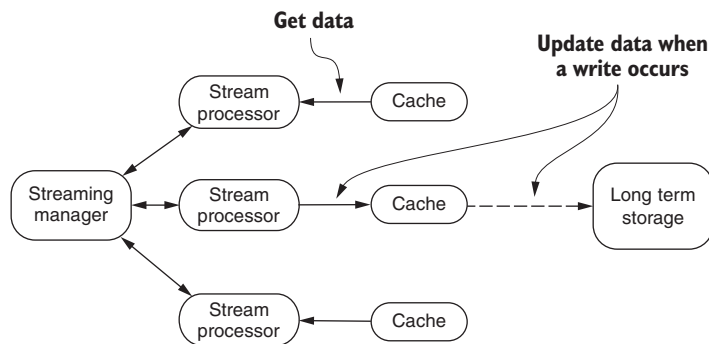 Get data
Update data when
a write occurs
Stream
processor
Cache
Streaming
manager
Stream
processor
Cache
Long term
storage
Stream
processor
Cache